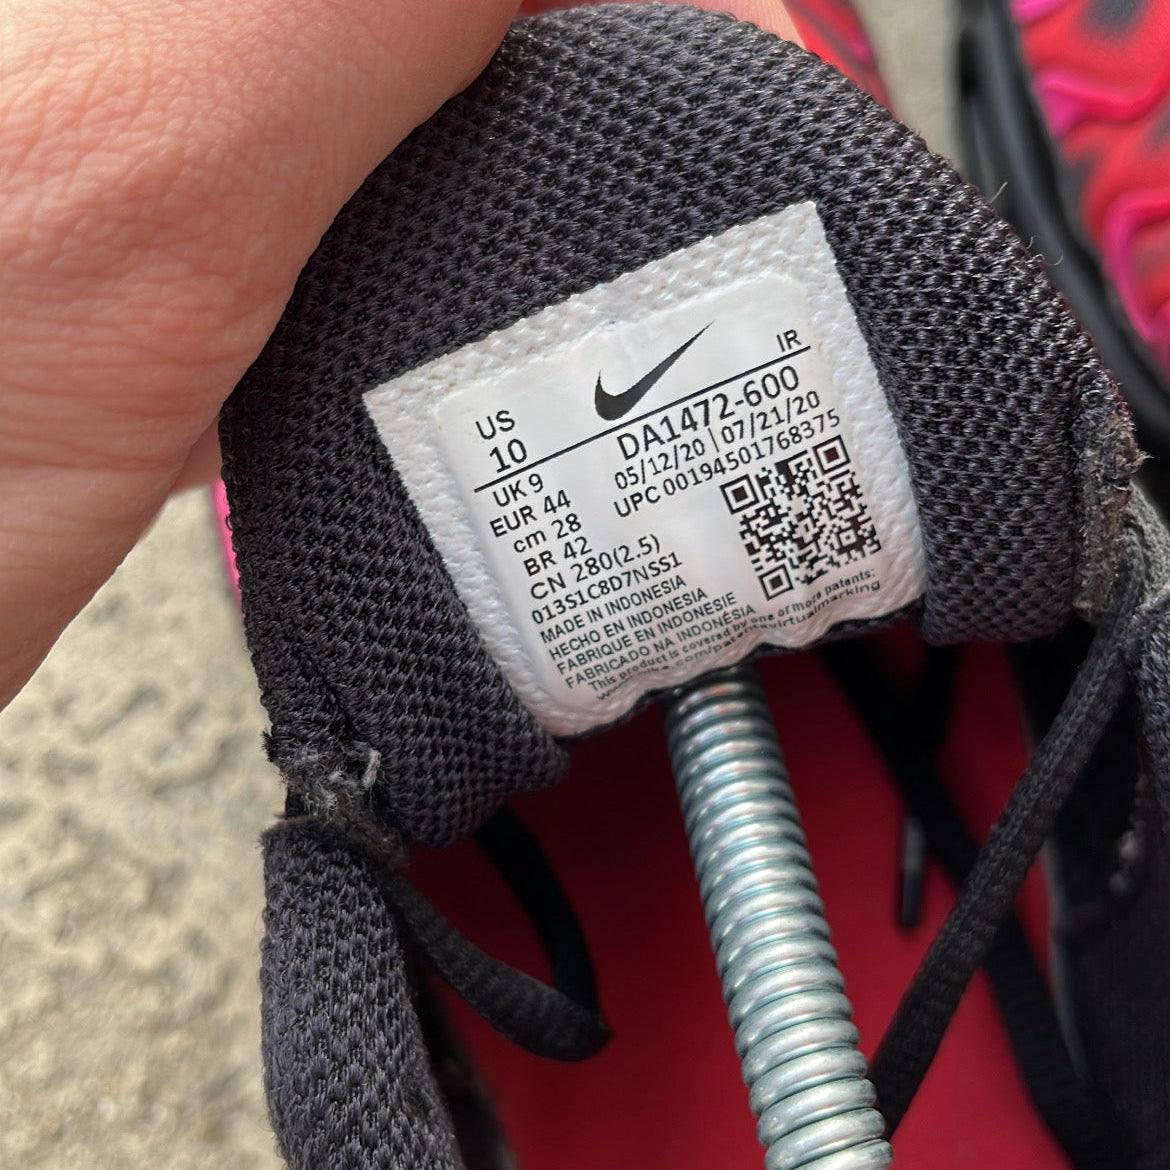 US
10
IR
UK 9
EUR 44
cm 28
BR 42
CN 280(2.5)
DA1472-600
05/12/20 | 07/21/20
UPC 00194501768375
013S1C8D7NSS1
MADE IN INDONESIA
HECHO EN INDONESIA
FABRIQUE EN INDONESIE
FABRICADO NA INDONÉSIA
This product is covered by one or more patents: